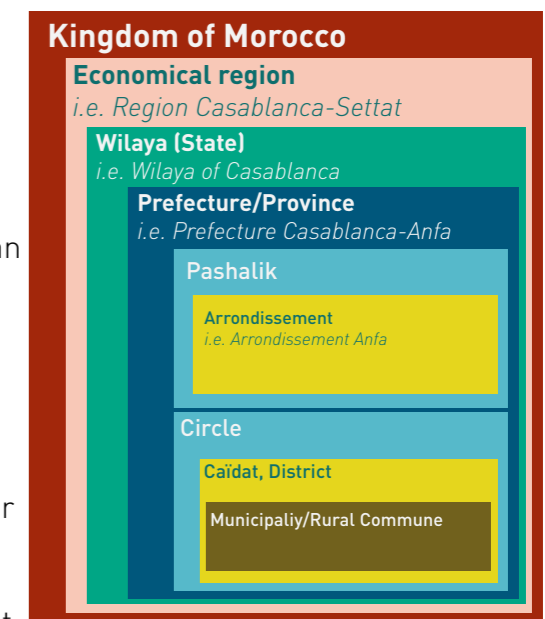 Kingdom of Morocco
Economical region
i.e. Region Casablanca-Settat
Wilaya (State)
i.e. Wilaya of Casablanca
Prefecture/Province
i.e. Prefecture Casablanca-Anfa
Pashalik
Arrondissement
i.e. Arrondissement Anfa
Circle
Caïdat, District
Municipaliy/Rural Commune